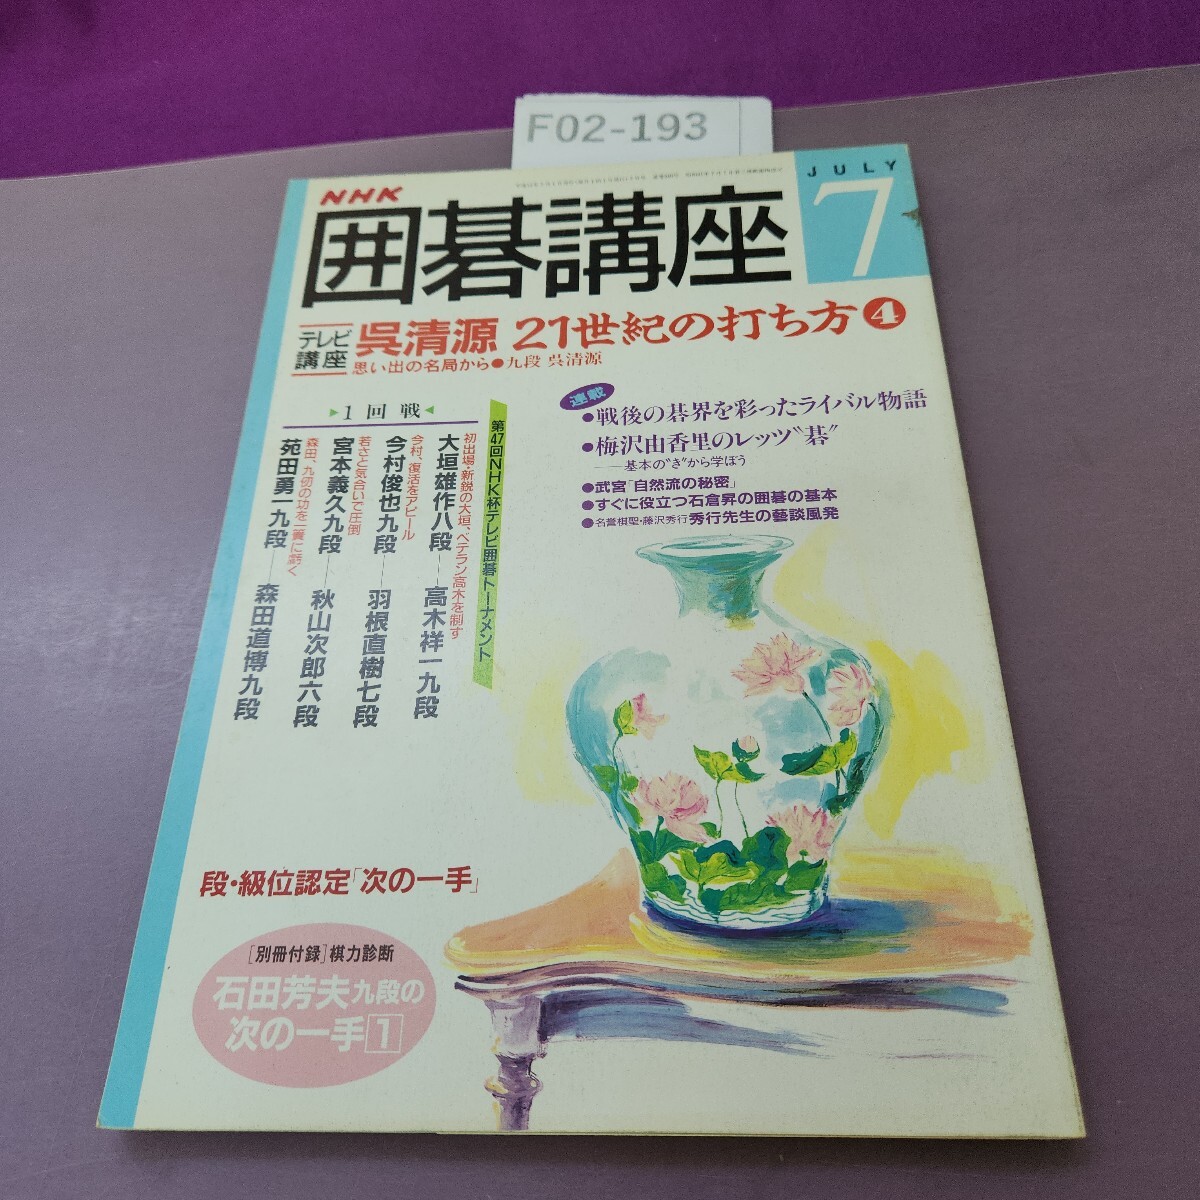 F02-193
NHK
囲碁講座
JULY
7
テレビ
講座
呉清源 21世紀の打ち方④
思い出の名局から●九段 呉清源
連載
●戦後の碁界を彩ったライバル物語
●梅沢由香里のレッツ“碁”
——基本の“き”から学ぼう
●武宮「自然流の秘密」
●すぐに役立つ石倉昇の囲碁の基本
●名誉棋聖・藤沢秀行 秀行先生の藝談風発
第47回NHK杯テレビ囲碁トーナメント
▶1回戦◀
初出場・新鋭の大垣、ベテラン高木を制す
大垣雄作八段——高木祥一九段
今村、復活をアピール
今村俊也九段——羽根直樹七段
若さと気合いで圧倒
宮本義久九段——秋山次郎六段
森田、九仞の功を一簣に虧く
苑田勇一九段——森田道博九段
段・級位認定「次の一手」
［別冊付録］棋力診断
石田芳夫九段の
次の一手1